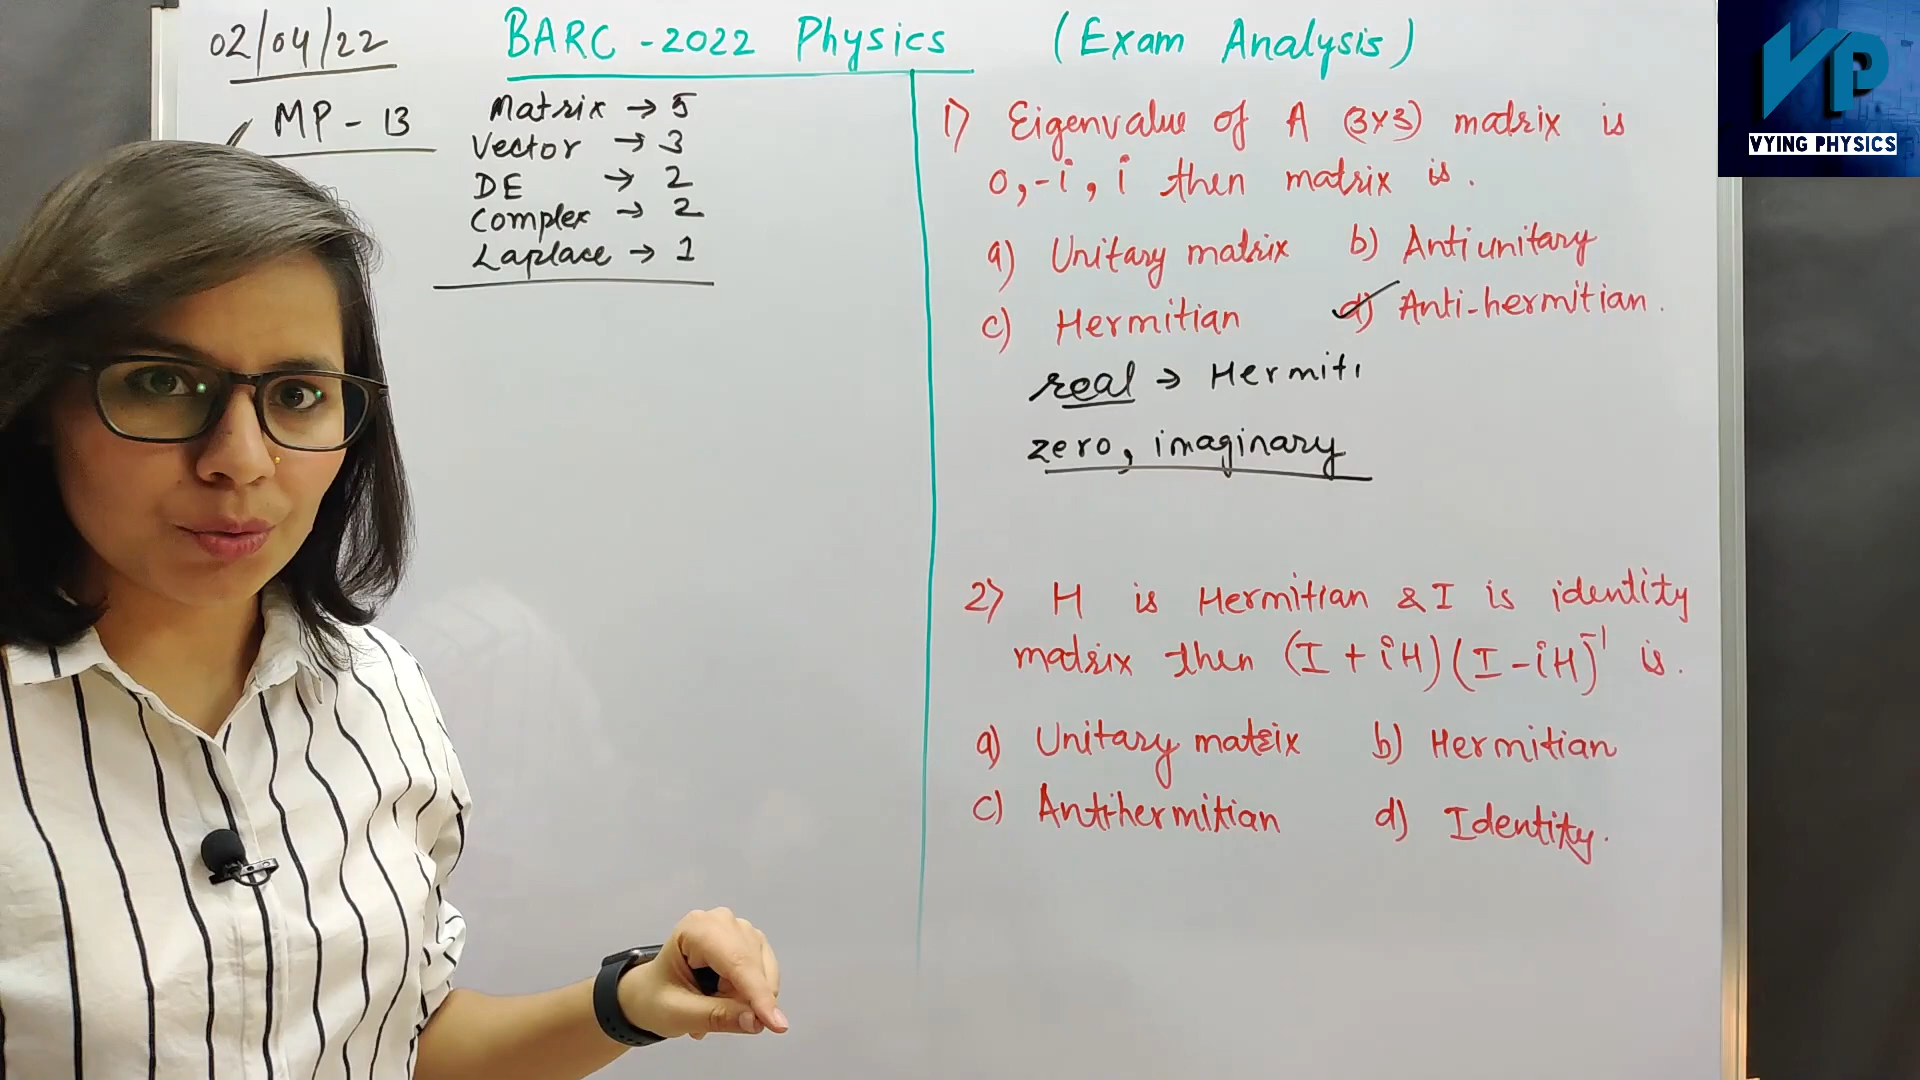 02/04/22
BARC - 2022 Physics (Exam Analysis)
MP - 13
Matrix → 5
Vector → 3
DE → 2
Complex → 2
Laplace → 1
1) Eigenvalue of A (3×3) matrix is
0, -i, i then matrix is.
a) Unitary matrix b) Antiunitary
c) Hermitian d) Anti-hermitian.
real → Hermiti
zero, imaginary
2) H is Hermitian & I is identity
matrix then (I + iH)(I - iH)⁻¹ is.
a) Unitary matrix b) Hermitian
c) Antihermitian d) Identity.
VP
VYING PHYSICS